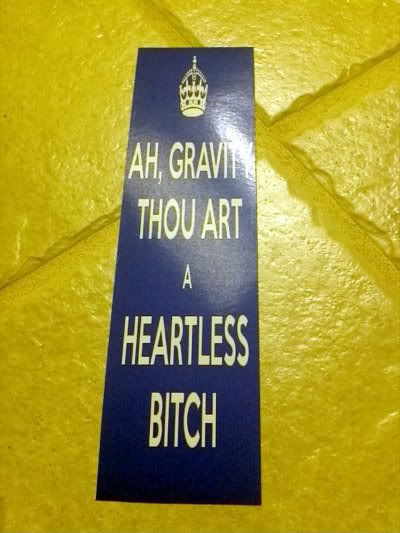 AH, GRAVITY
THOU ART
A
HEARTLESS
BITCH